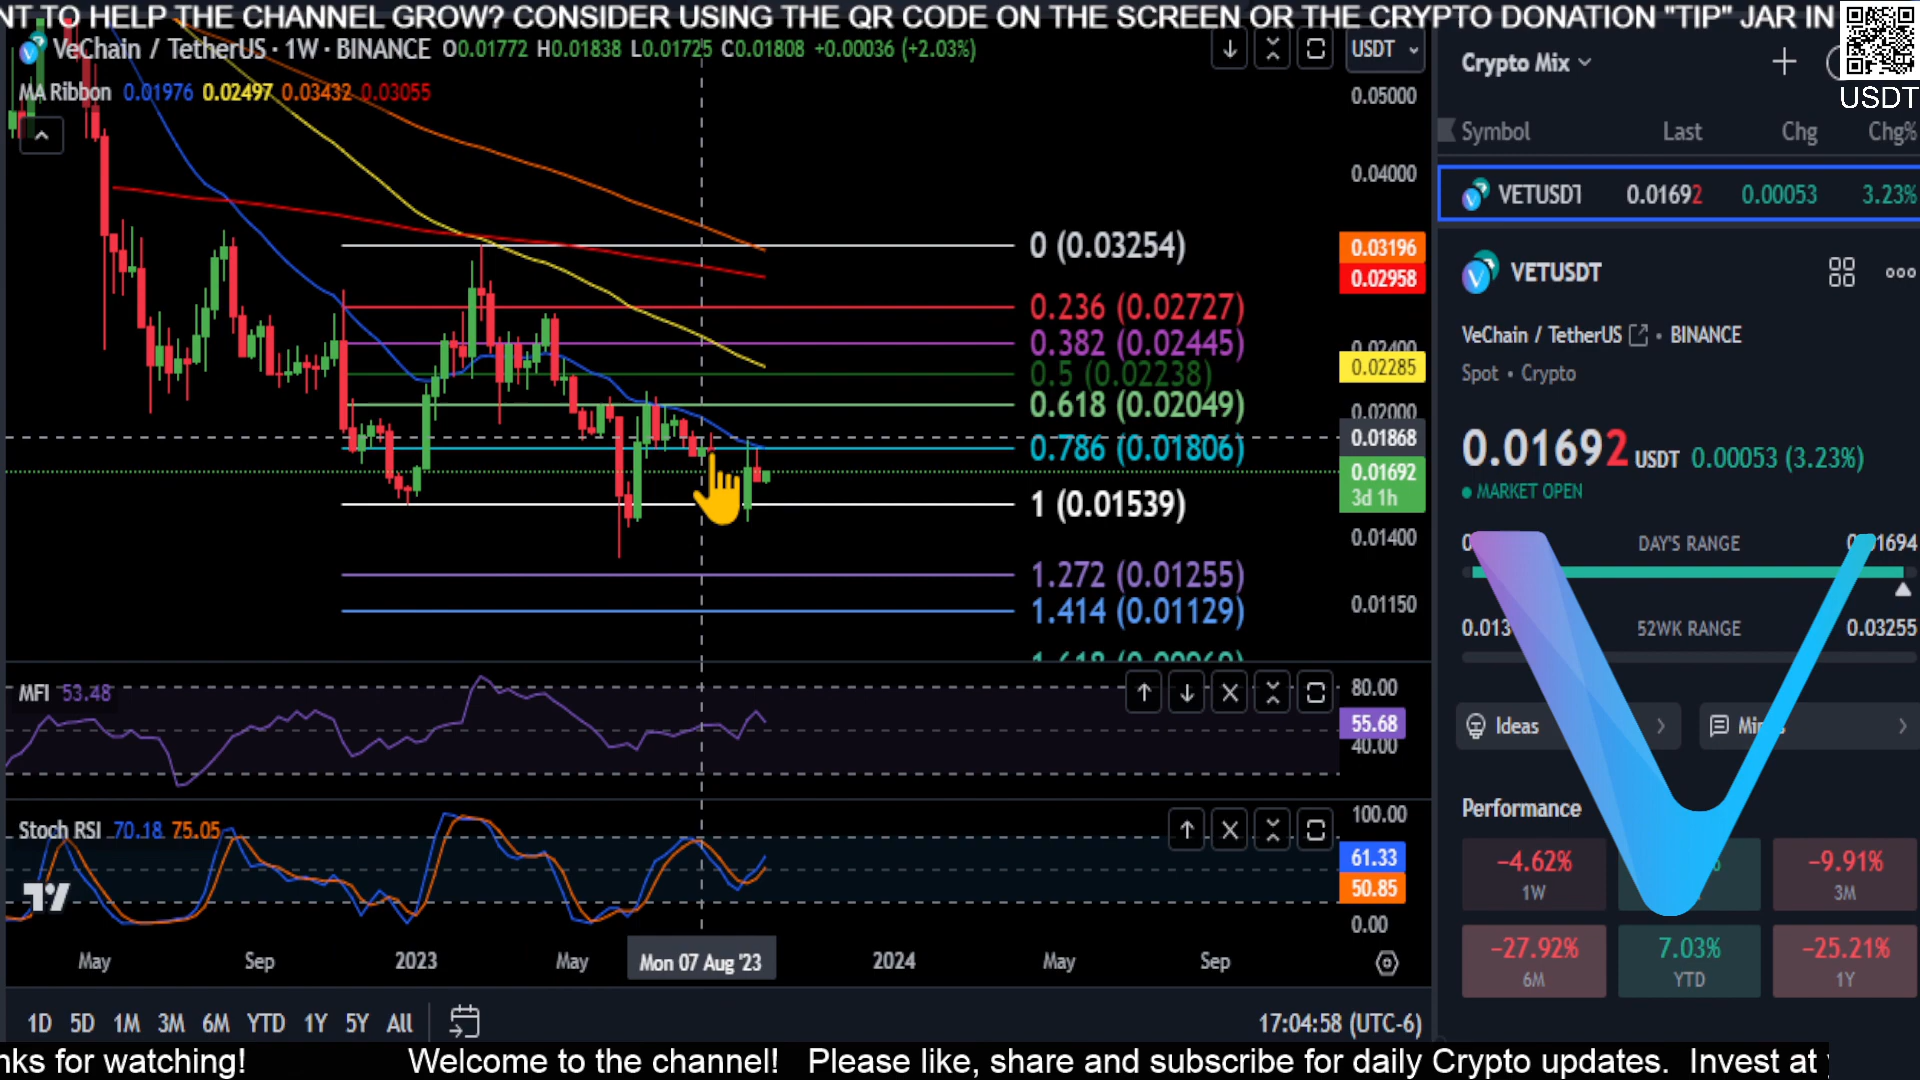 NT TO HELP THE CHANNEL GROW? CONSIDER USING THE QR CODE ON THE SCREEN OR THE CRYPTO DONATION "TIP" JAR IN
VeChain / TetherUS · 1W · BINANCE O0.01772 H0.01838 L0.01725 C0.01808 +0.00036 (+2.03%)
MA Ribbon 0.01976 0.02497 0.03432 0.03055
USDT
0.05000
0.04000
0.03196
0.02958
0.02400
0.02285
0.02000
0.01868
0.01692
3d 1h
0.01400
0.01150
0 (0.03254)
0.236 (0.02727)
0.382 (0.02445)
0.5 (0.02238)
0.618 (0.02049)
0.786 (0.01806)
1 (0.01539)
1.272 (0.01255)
1.414 (0.01129)
MFI 53.48
80.00
55.68
40.00
Stoch RSI 70.18 75.05
100.00
61.33
50.85
0.00
May Sep 2023 May Mon 07 Aug '23 2024 May Sep
1D 5D 1M 3M 6M YTD 1Y 5Y All
17:04:58 (UTC-6)
Crypto Mix
USDT
Symbol Last Chg Chg%
VETUSDT 0.01692 0.00053 3.23%
VETUSDT
VeChain / TetherUS · BINANCE
Spot · Crypto
0.01692 USDT 0.00053 (3.23%)
MARKET OPEN
DAY'S RANGE
52WK RANGE 0.03255
Ideas
Performance
−4.62% −9.91%
1W 3M
−27.92% 7.03% −25.21%
6M YTD 1Y
nks for watching! Welcome to the channel! Please like, share and subscribe for daily Crypto updates. Invest at